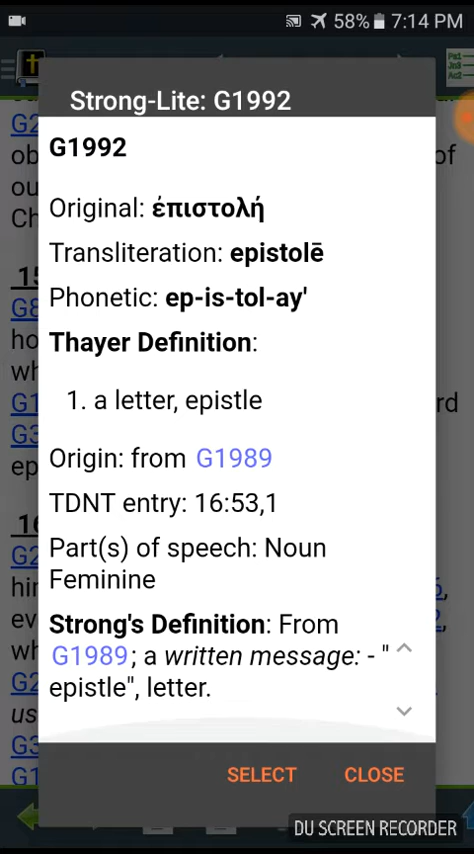 58% 7:14 PM
Strong-Lite: G1992
G1992
Original: ἐπιστολή
Transliteration: epistolē
Phonetic: ep-is-tol-ay'
Thayer Definition:
1. a letter, epistle
Origin: from G1989
TDNT entry: 16:53,1
Part(s) of speech: Noun
Feminine
Strong's Definition: From
G1989; a written message: - "
epistle", letter.
SELECT CLOSE
DU SCREEN RECORDER